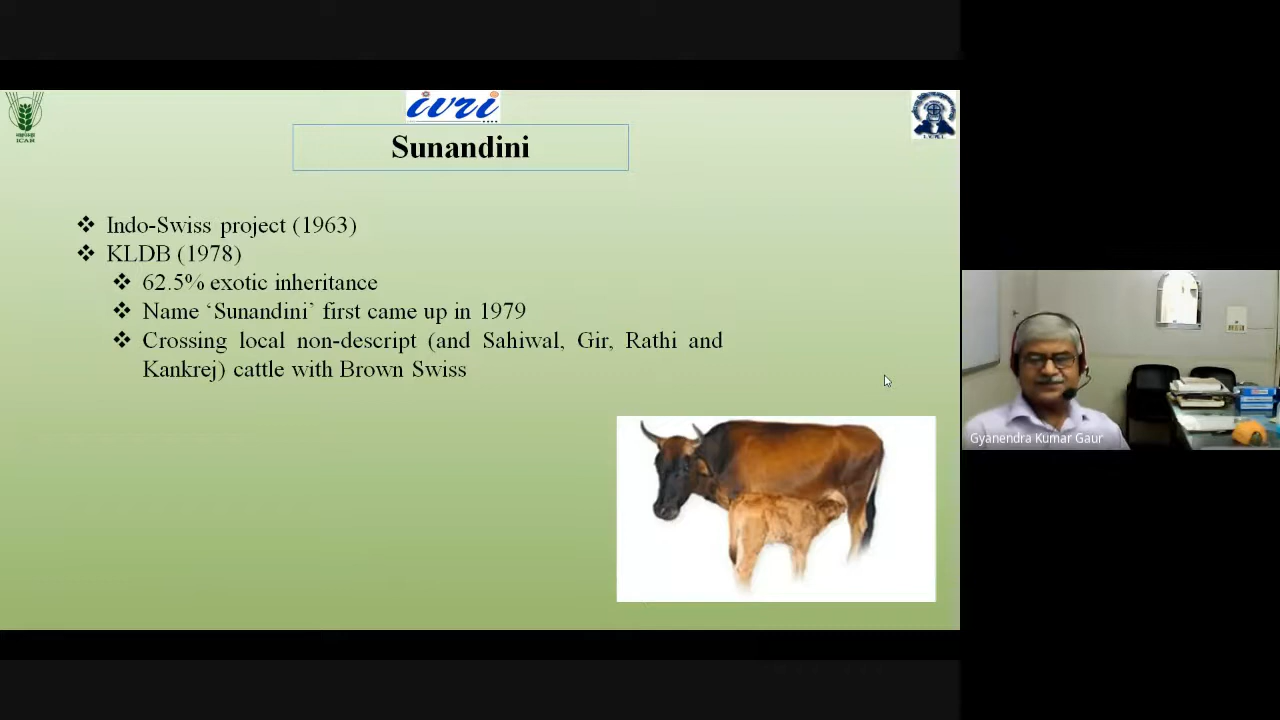 ivri
Sunandini
ICAR
I.V.R.I.
❖ Indo-Swiss project (1963)
❖ KLDB (1978)
❖ 62.5% exotic inheritance
❖ Name ‘Sunandini’ first came up in 1979
❖ Crossing local non-descript (and Sahiwal, Gir, Rathi and
Kankrej) cattle with Brown Swiss
Gyanendra Kumar Gaur